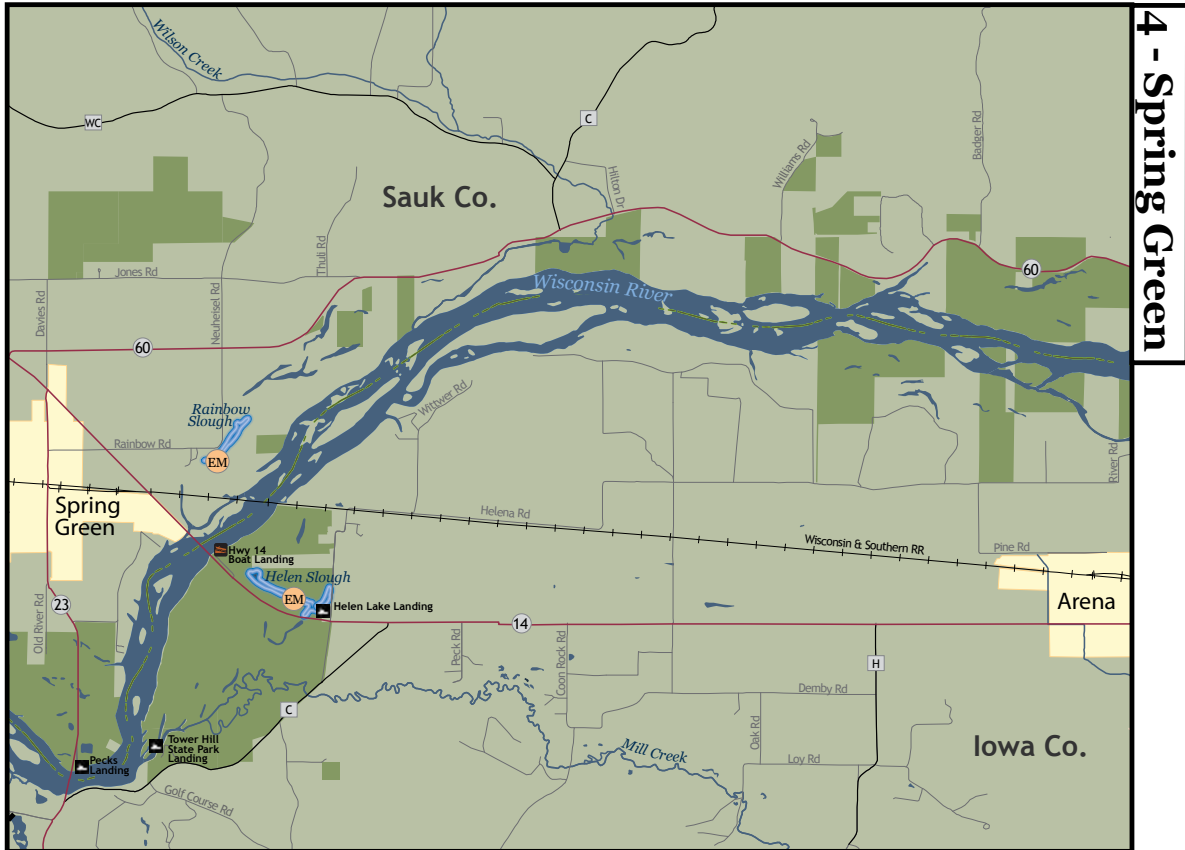 4 - Spring Green
Wilson Creek
WC
C
Badger Rd
Williams Rd
Hilton Dr
Sauk Co.
Thuli Rd
Jones Rd
Neuheisel Rd
Davies Rd
60
Wisconsin River
60
Wittwer Rd
Rainbow
Slough
Rainbow Rd
EM
River Rd
Spring
Green
Helena Rd
Wisconsin & Southern RR
Pine Rd
Hwy 14
Boat Landing
Helen Slough
EM
Helen Lake Landing
Arena
23
Old River Rd
14
Peck Rd
Coon Rock Rd
H
Demby Rd
C
Oak Rd
Tower Hill
State Park
Landing
Mill Creek
Iowa Co.
Loy Rd
Pecks
Landing
Golf Course Rd